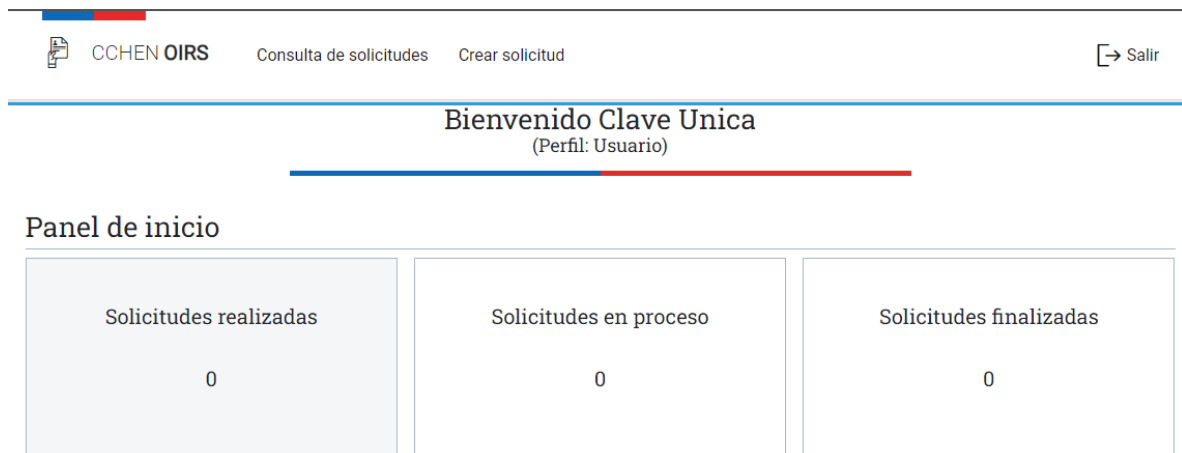 CCHEN OIRS Consulta de solicitudes Crear solicitud Salir
Bienvenido Clave Unica
(Perfil: Usuario)
Panel de inicio
Solicitudes realizadas Solicitudes en proceso Solicitudes finalizadas
0 0 0